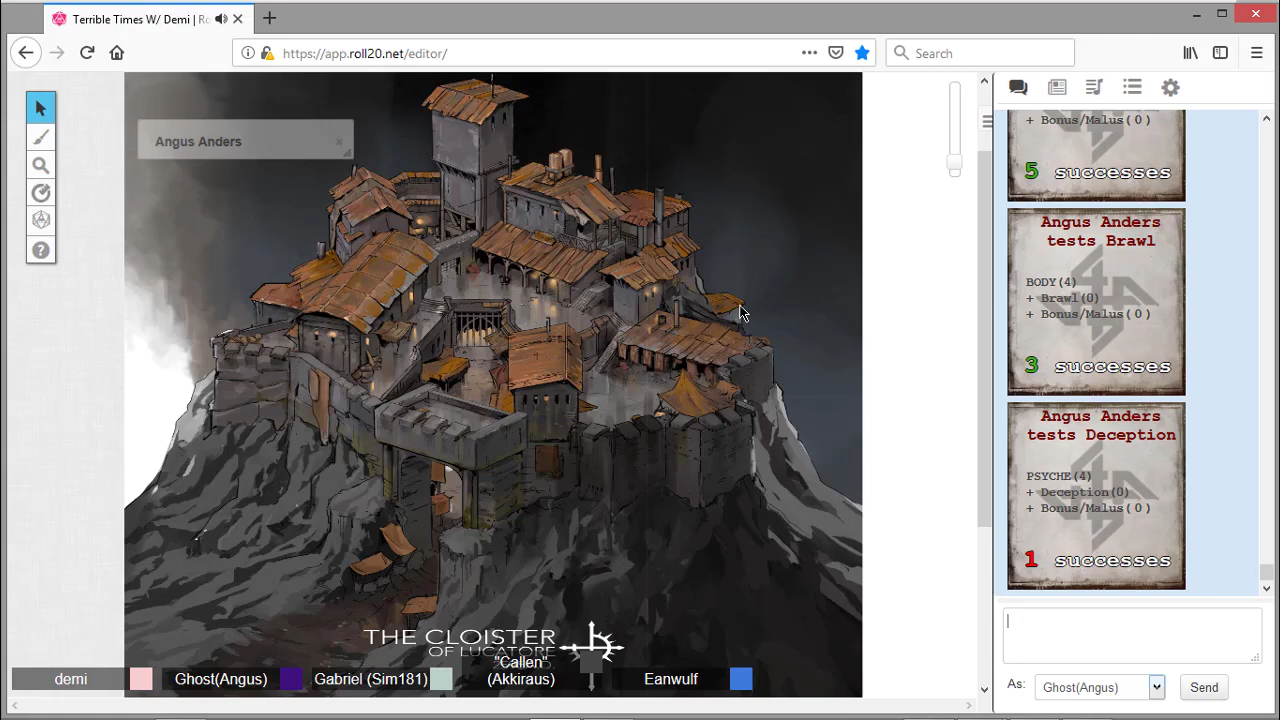 Terrible Times W/ Demi | Ro
https://app.roll20.net/editor/
Search
Angus Anders
+ Bonus/Malus( 0 )
5 successes
Angus Anders
tests Brawl
BODY(4)
+ Brawl(0)
+ Bonus/Malus( 0 )
3 successes
Angus Anders
tests Deception
PSYCHE(4)
+ Deception(0)
+ Bonus/Malus( 0 )
1 successes
THE CLOISTER
OF LUCATORE
demi
Ghost(Angus)
Gabriel (Sim181)
"Callen"
(Akkiraus)
Eanwulf
As:
Ghost(Angus)
Send